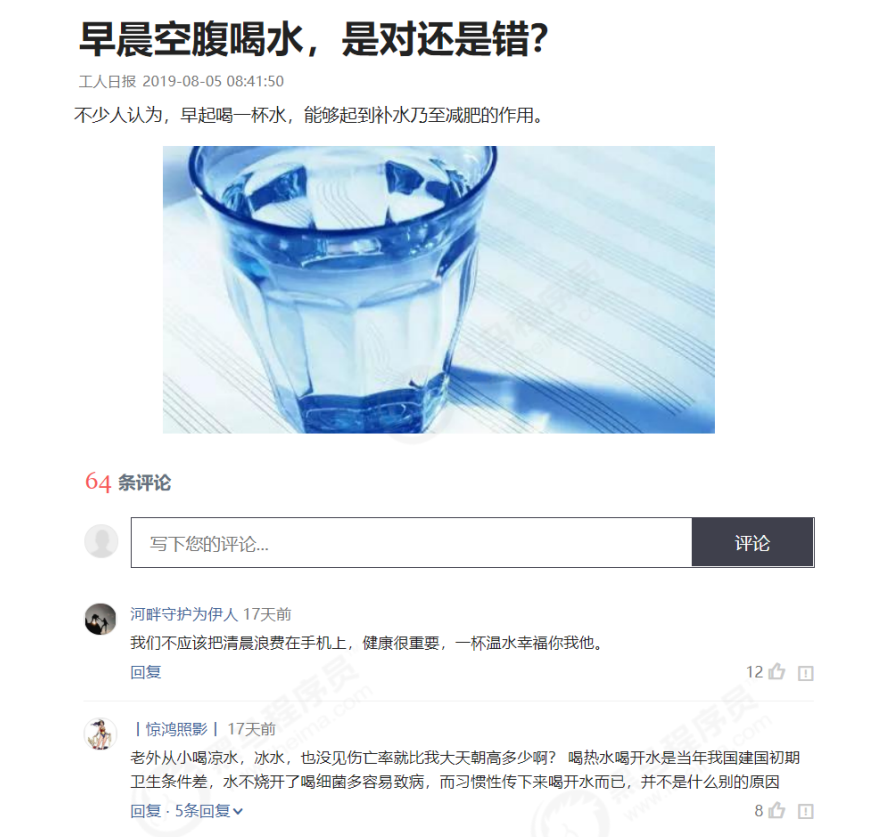 早晨空腹喝水，是对还是错？
工人日报 2019-08-05 08:41:50
不少人认为，早起喝一杯水，能够起到补水乃至减肥的作用。
64 条评论
写下您的评论... 评论
河畔守护为伊人 17天前
我们不应该把清晨浪费在手机上，健康很重要，一杯温水幸福你我他。
回复 12
丨惊鸿照影丨 17天前
老外从小喝凉水，冰水，也没见伤亡率就比我大天朝高多少啊？ 喝热水喝开水是当年我国建国初期
卫生条件差，水不烧开了喝细菌多容易致病，而习惯性传下来喝开水而已，并不是什么别的原因
回复 · 5条回复 8